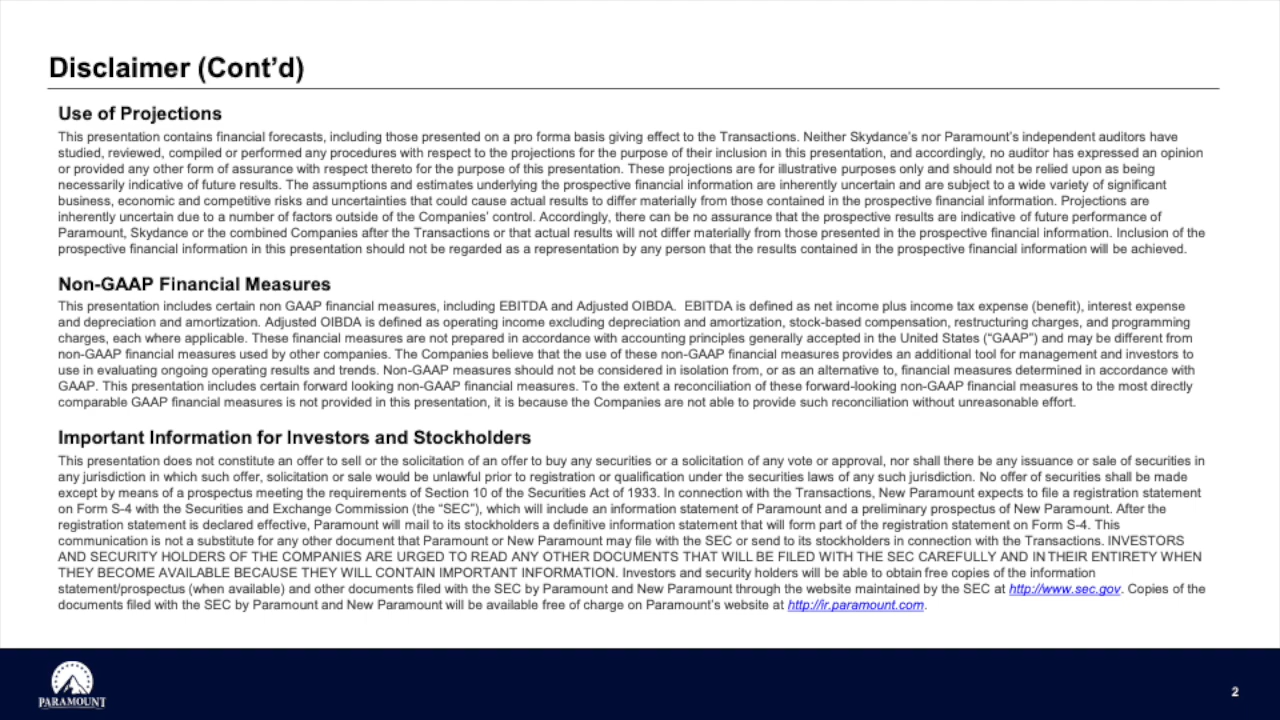 Disclaimer (Cont’d)
Use of Projections
This presentation contains financial forecasts, including those presented on a pro forma basis giving effect to the Transactions. Neither Skydance’s nor Paramount’s independent auditors have
studied, reviewed, compiled or performed any procedures with respect to the projections for the purpose of their inclusion in this presentation, and accordingly, no auditor has expressed an opinion
or provided any other form of assurance with respect thereto for the purpose of this presentation. These projections are for illustrative purposes only and should not be relied upon as being
necessarily indicative of future results. The assumptions and estimates underlying the prospective financial information are inherently uncertain and are subject to a wide variety of significant
business, economic and competitive risks and uncertainties that could cause actual results to differ materially from those contained in the prospective financial information. Projections are
inherently uncertain due to a number of factors outside of the Companies’ control. Accordingly, there can be no assurance that the prospective results are indicative of future performance of
Paramount, Skydance or the combined Companies after the Transactions or that actual results will not differ materially from those presented in the prospective financial information. Inclusion of the
prospective financial information in this presentation should not be regarded as a representation by any person that the results contained in the prospective financial information will be achieved.
Non-GAAP Financial Measures
This presentation includes certain non GAAP financial measures, including EBITDA and Adjusted OIBDA. EBITDA is defined as net income plus income tax expense (benefit), interest expense
and depreciation and amortization. Adjusted OIBDA is defined as operating income excluding depreciation and amortization, stock-based compensation, restructuring charges, and programming
charges, each where applicable. These financial measures are not prepared in accordance with accounting principles generally accepted in the United States (“GAAP”) and may be different from
non-GAAP financial measures used by other companies. The Companies believe that the use of these non-GAAP financial measures provides an additional tool for management and investors to
use in evaluating ongoing operating results and trends. Non-GAAP measures should not be considered in isolation from, or as an alternative to, financial measures determined in accordance with
GAAP. This presentation includes certain forward looking non-GAAP financial measures. To the extent a reconciliation of these forward-looking non-GAAP financial measures to the most directly
comparable GAAP financial measures is not provided in this presentation, it is because the Companies are not able to provide such reconciliation without unreasonable effort.
Important Information for Investors and Stockholders
This presentation does not constitute an offer to sell or the solicitation of an offer to buy any securities or a solicitation of any vote or approval, nor shall there be any issuance or sale of securities in
any jurisdiction in which such offer, solicitation or sale would be unlawful prior to registration or qualification under the securities laws of any such jurisdiction. No offer of securities shall be made
except by means of a prospectus meeting the requirements of Section 10 of the Securities Act of 1933. In connection with the Transactions, New Paramount expects to file a registration statement
on Form S-4 with the Securities and Exchange Commission (the “SEC”), which will include an information statement of Paramount and a preliminary prospectus of New Paramount. After the
registration statement is declared effective, Paramount will mail to its stockholders a definitive information statement that will form part of the registration statement on Form S-4. This
communication is not a substitute for any other document that Paramount or New Paramount may file with the SEC or send to its stockholders in connection with the Transactions. INVESTORS
AND SECURITY HOLDERS OF THE COMPANIES ARE URGED TO READ ANY OTHER DOCUMENTS THAT WILL BE FILED WITH THE SEC CAREFULLY AND IN THEIR ENTIRETY WHEN
THEY BECOME AVAILABLE BECAUSE THEY WILL CONTAIN IMPORTANT INFORMATION. Investors and security holders will be able to obtain free copies of the information
statement/prospectus (when available) and other documents filed with the SEC by Paramount and New Paramount through the website maintained by the SEC at http://www.sec.gov. Copies of the
documents filed with the SEC by Paramount and New Paramount will be available free of charge on Paramount’s website at http://ir.paramount.com.
PARAMOUNT
2